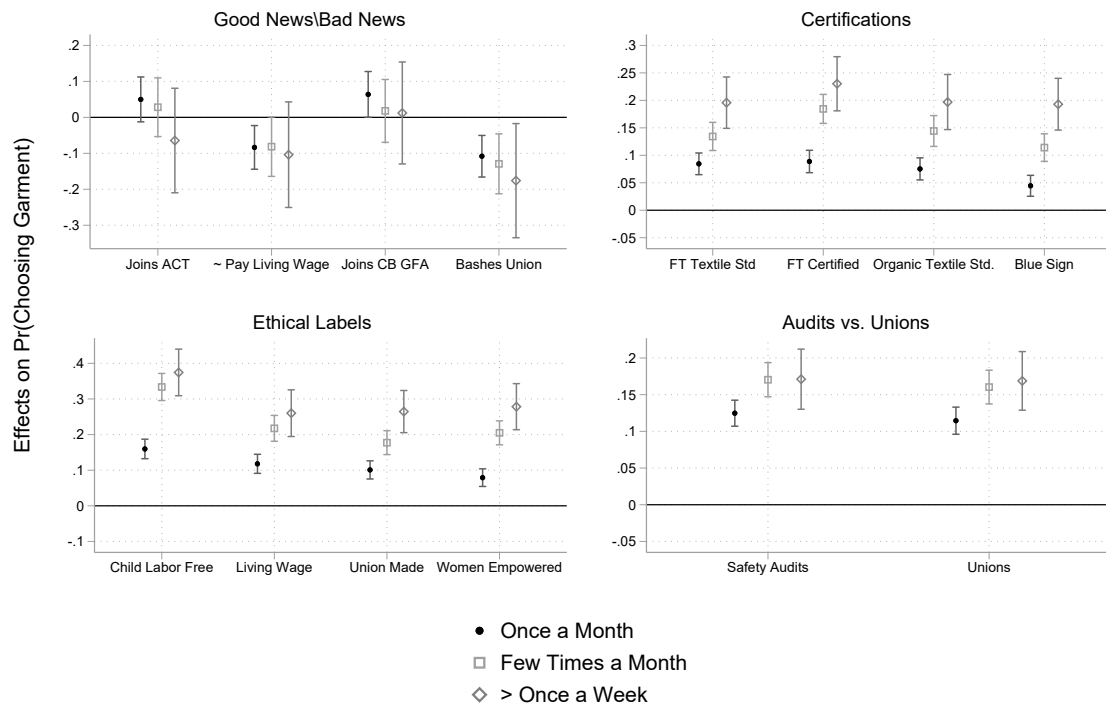 Effects on Pr(Choosing Garment)
Good News\Bad News
.2
.1
0
-.1
-.2
-.3
Joins ACT
~ Pay Living Wage
Joins CB GFA
Bashes Union
Certifications
.3
.25
.2
.15
.1
.05
0
-.05
FT Textile Std
FT Certified
Organic Textile Std.
Blue Sign
Ethical Labels
.4
.3
.2
.1
0
-.1
Child Labor Free
Living Wage
Union Made
Women Empowered
Audits vs. Unions
.2
.15
.1
.05
0
-.05
Safety Audits
Unions
Once a Month
Few Times a Month
> Once a Week